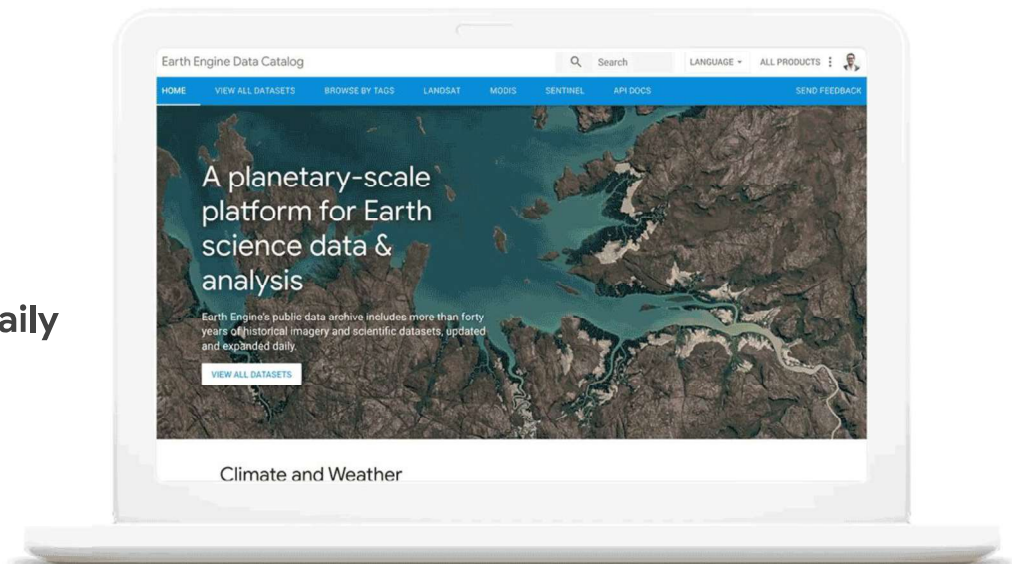 Earth Engine Data Catalog
Search
LANGUAGE
ALL PRODUCTS
HOME
VIEW ALL DATASETS
BROWSE BY TAGS
LANDSAT
MODIS
SENTINEL
API DOCS
SEND FEEDBACK
A planetary-scale
platform for Earth
science data &
analysis
aily
Earth Engine's public data archive includes more than forty
years of historical imagery and scientific datasets, updated
and expanded daily.
VIEW ALL DATASETS
Climate and Weather